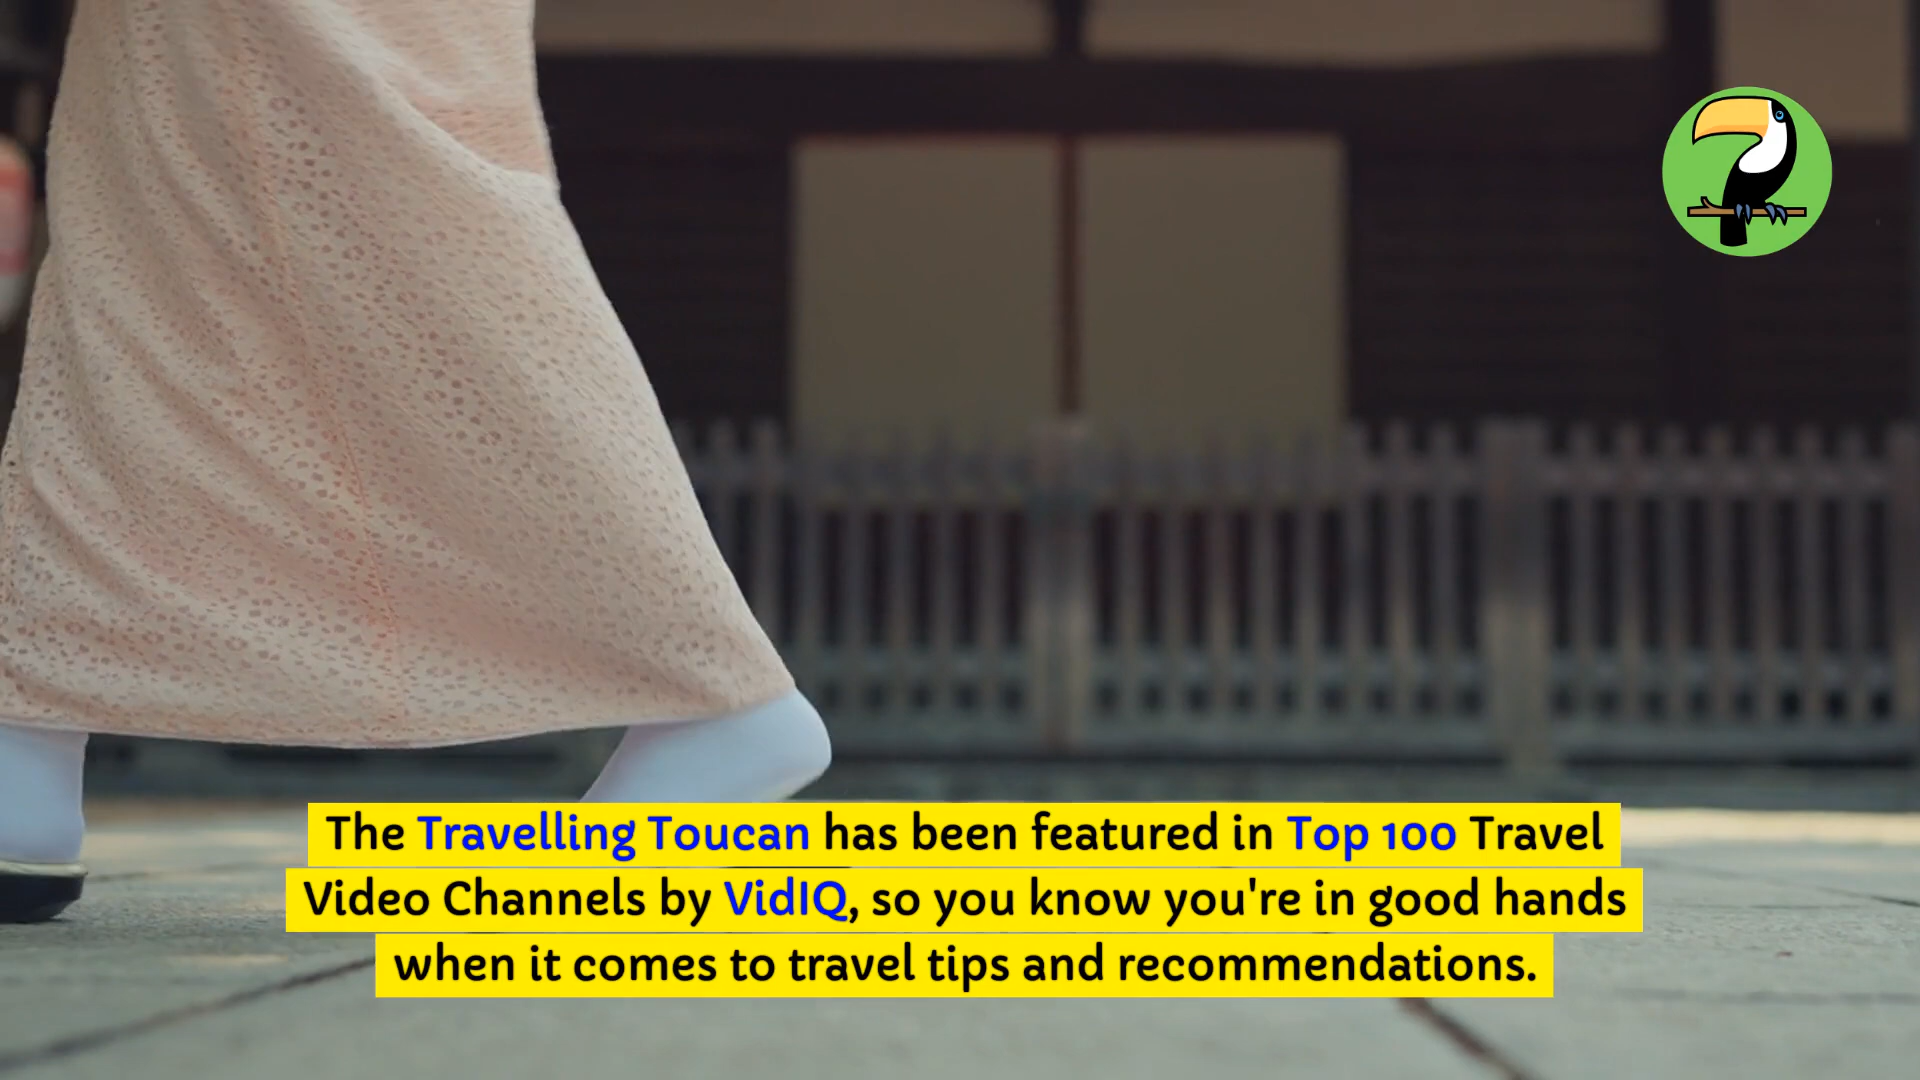 The Travelling Toucan has been featured in Top 100 Travel
Video Channels by VidIQ, so you know you're in good hands
when it comes to travel tips and recommendations.